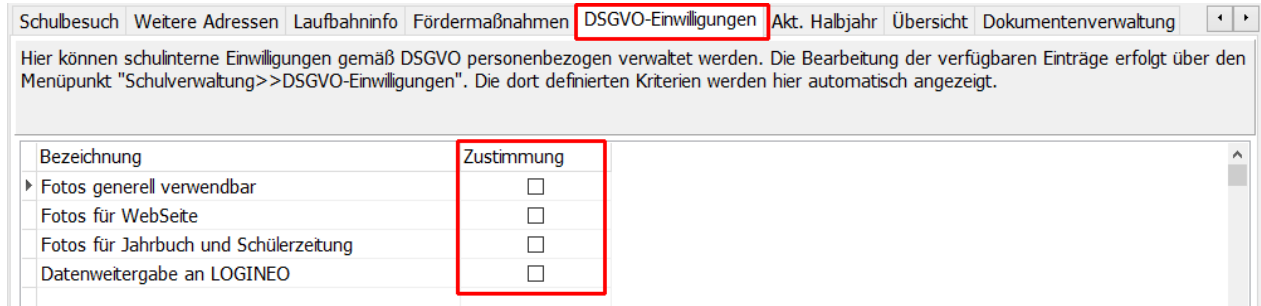 Schulbesuch Weitere Adressen Laufbahninfo Fördermaßnahmen DSGVO-Einwilligungen Akt. Halbjahr Übersicht Dokumentenverwaltung
Hier können schulinterne Einwilligungen gemäß DSGVO personenbezogen verwaltet werden. Die Bearbeitung der verfügbaren Einträge erfolgt über den
Menüpunkt "Schulverwaltung>>DSGVO-Einwilligungen". Die dort definierten Kriterien werden hier automatisch angezeigt.
Bezeichnung Zustimmung
Fotos generell verwendbar
Fotos für WebSeite
Fotos für Jahrbuch und Schülerzeitung
Datenweitergabe an LOGINEO